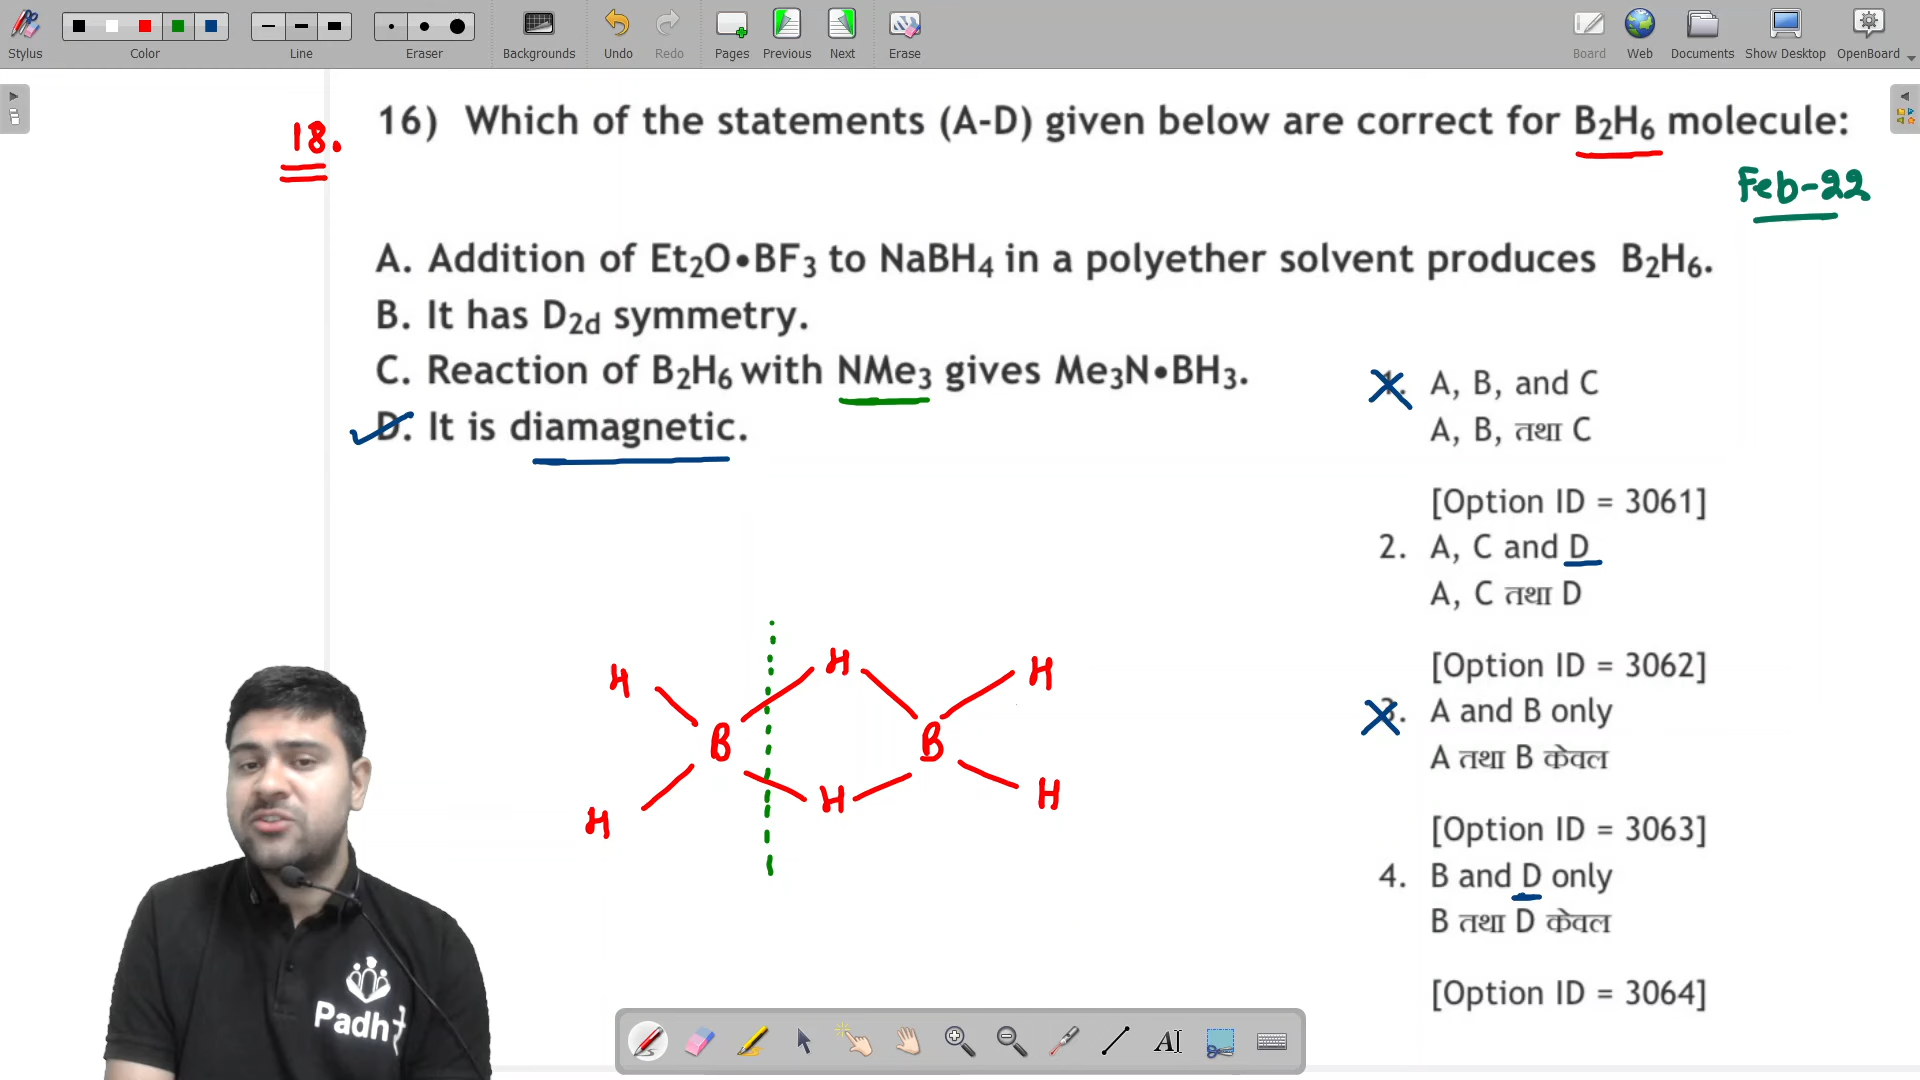 Stylus
Color
Line
Eraser
Backgrounds
Undo
Redo
Pages
Previous
Next
Erase
Board
Web
Documents
Show Desktop
OpenBoard
18.
16) Which of the statements (A-D) given below are correct for B₂H₆ molecule:
Feb-22
A. Addition of Et₂O•BF₃ to NaBH₄ in a polyether solvent produces B₂H₆.
B. It has D₂d symmetry.
C. Reaction of B₂H₆ with NMe₃ gives Me₃N•BH₃.
D. It is diamagnetic.
1. A, B, and C
A, B, तथा C
[Option ID = 3061]
2. A, C and D
A, C तथा D
[Option ID = 3062]
3. A and B only
A तथा B केवल
[Option ID = 3063]
4. B and D only
B तथा D केवल
[Option ID = 3064]
H H H
B B
H H H
Padh
AI